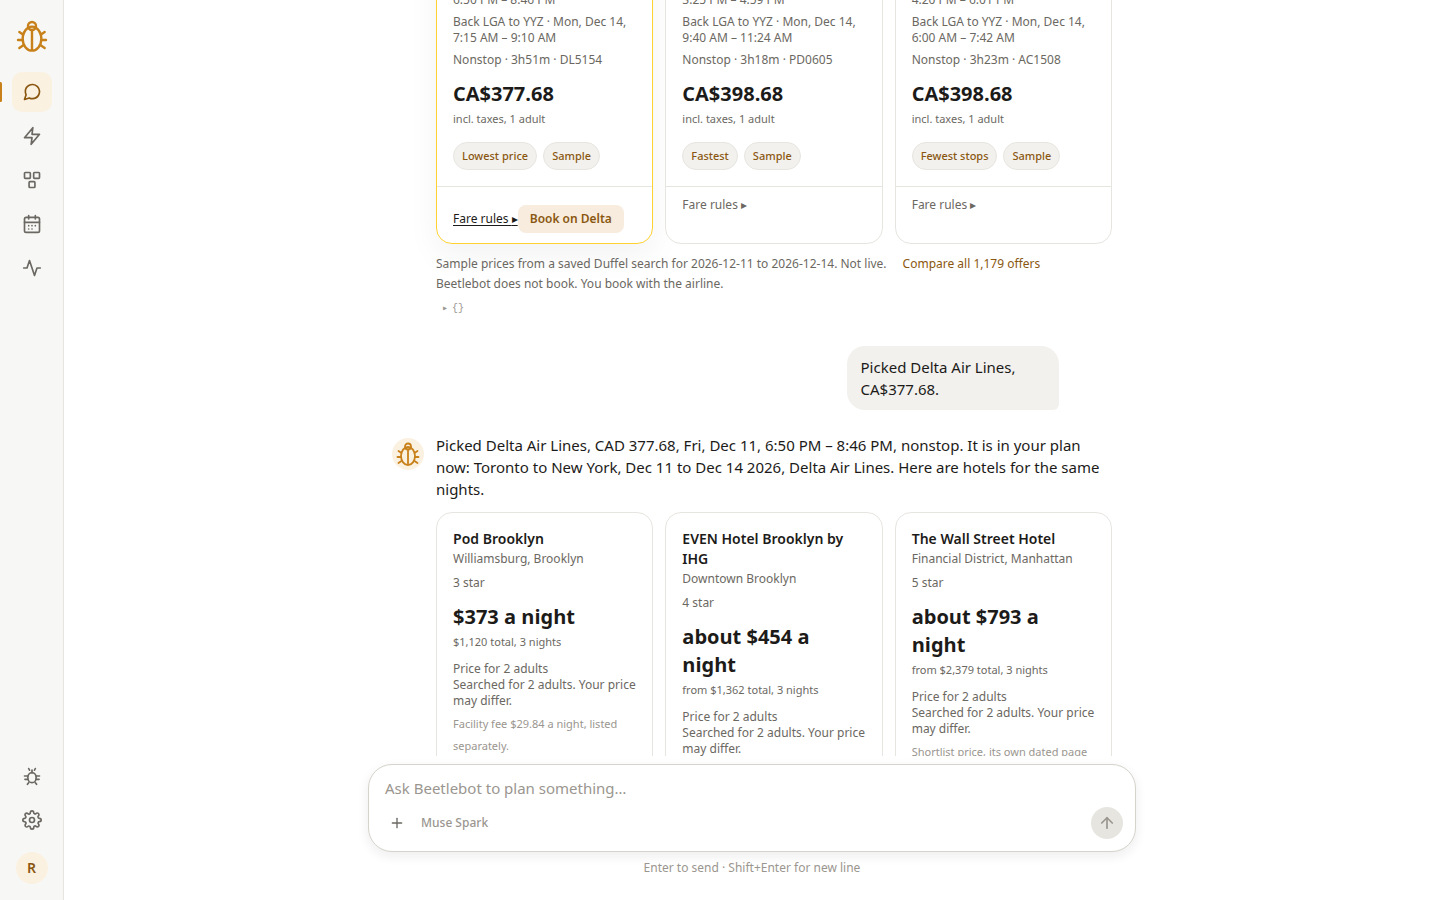 Back LGA to YYZ · Mon, Dec 14,
7:15 AM – 9:10 AM
Nonstop · 3h51m · DL5154
CA$377.68
incl. taxes, 1 adult
Lowest price
Sample
Fare rules ▸
Book on Delta
Back LGA to YYZ · Mon, Dec 14,
9:40 AM – 11:24 AM
Nonstop · 3h18m · PD0605
CA$398.68
incl. taxes, 1 adult
Fastest
Sample
Fare rules ▸
Back LGA to YYZ · Mon, Dec 14,
6:00 AM – 7:42 AM
Nonstop · 3h23m · AC1508
CA$398.68
incl. taxes, 1 adult
Fewest stops
Sample
Fare rules ▸
Sample prices from a saved Duffel search for 2026-12-11 to 2026-12-14. Not live.
Compare all 1,179 offers
Beetlebot does not book. You book with the airline.
▸ {}
Picked Delta Air Lines,
CA$377.68.
Picked Delta Air Lines, CAD 377.68, Fri, Dec 11, 6:50 PM – 8:46 PM, nonstop. It is in your plan
now: Toronto to New York, Dec 11 to Dec 14 2026, Delta Air Lines. Here are hotels for the same
nights.
Pod Brooklyn
Williamsburg, Brooklyn
3 star
$373 a night
$1,120 total, 3 nights
Price for 2 adults
Searched for 2 adults. Your price
may differ.
Facility fee $29.84 a night, listed
separately.
EVEN Hotel Brooklyn by
IHG
Downtown Brooklyn
4 star
about $454 a
night
from $1,362 total, 3 nights
Price for 2 adults
Searched for 2 adults. Your price
may differ.
The Wall Street Hotel
Financial District, Manhattan
5 star
about $793 a
night
from $2,379 total, 3 nights
Price for 2 adults
Searched for 2 adults. Your price
may differ.
Shortlist price, its own dated page
Ask Beetlebot to plan something...
Muse Spark
Enter to send · Shift+Enter for new line
R